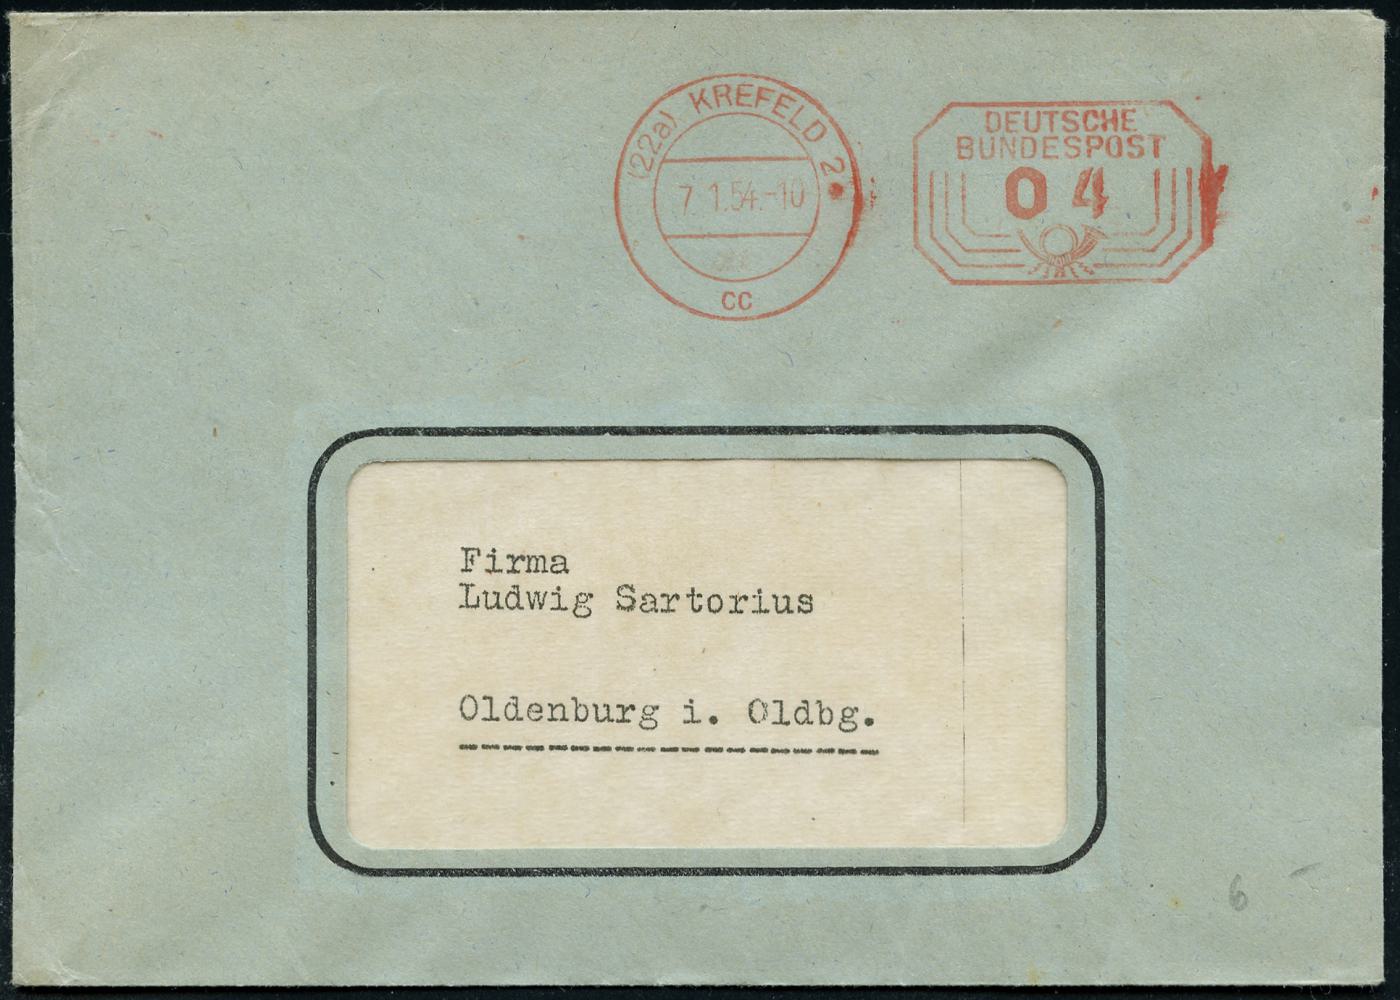 (22a) KREFELD 2
7. 1.54.-10
cc
DEUTSCHE
BUNDESPOST
04
Firma
Ludwig Sartorius
Oldenburg i. Oldbg.
6